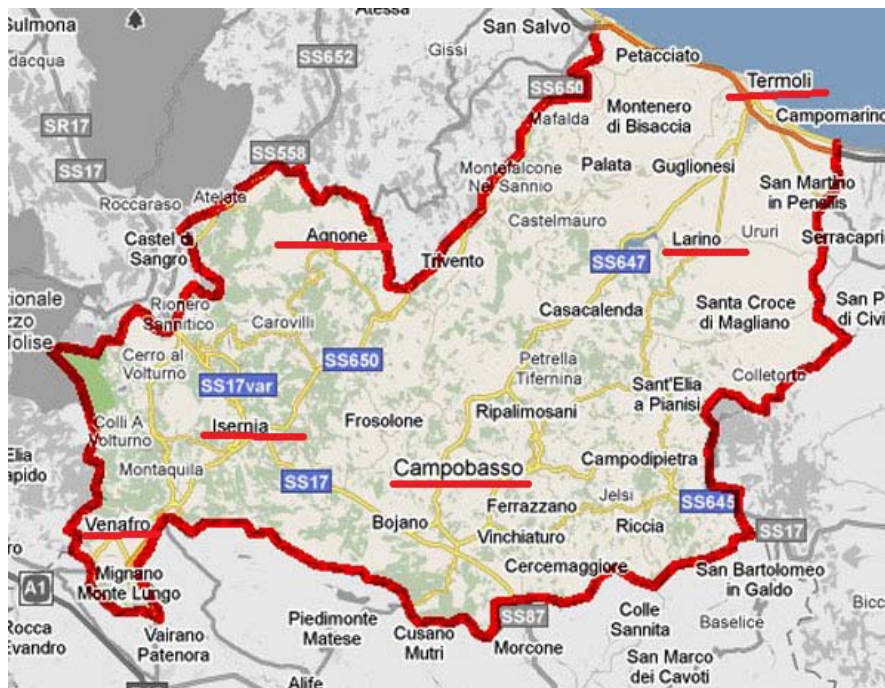 Sulmona
Atessa
San Salvo
SS652
Gissi
Petacciato
SS650
Termoli
Mafalda
Montenero
di Bisaccia
Campomarino
SR17
SS17
SS558
Montefalcone
Nel Sannio
Palata
Guglionesi
Roccaraso
Atelete
San Martino
in Pensilis
Castelmauro
Castel di
Sangro
Agnone
Larino
Ururi
Serracapri
Trivento
SS647
Rionero
Sannitico
Carovilli
Casacalenda
Santa Croce
di Magliano
San P
di Civi
zionale
Molise
Cerro al
Volturno
SS650
SS17var
Petrella
Tifernina
Sant'Elia
a Pianisi
Colletorto
Colli A
Volturno
Isernia
Frosolone
Ripalimosani
Elia
apido
Montaquila
SS17
Campobasso
Campodipietra
Jelsi
SS645
Ferrazzano
Venafro
Bojano
Vinchiaturo
Riccia
SS17
Mignano
Monte Lungo
Cercemaggiore
San Bartolomeo
in Galdo
A1
Rocca
Evandro
Vairano
Patenora
Piedimonte
Matese
Cusano
Mutri
SS87
Morcone
Colle
Sannita
Baselice
San Marco
dei Cavoti
Alife